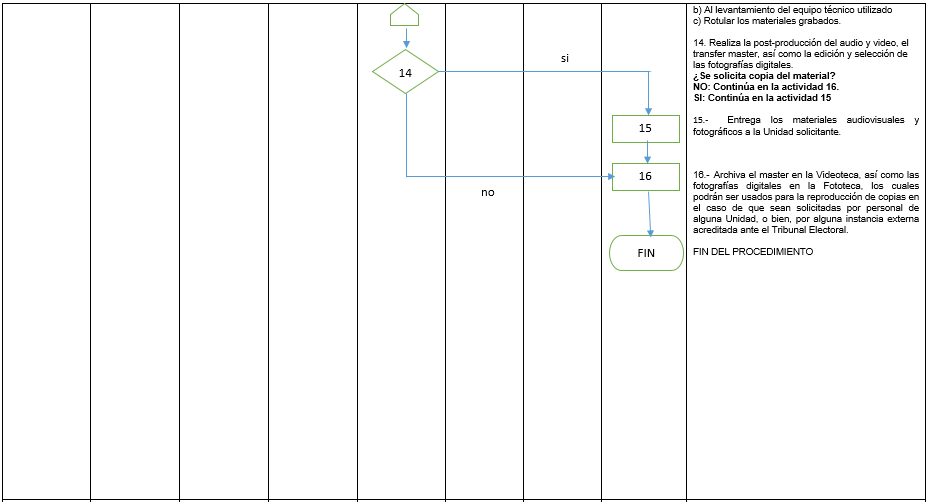 b) Al levantamiento del equipo técnico utilizado
c) Rotular los materiales grabados.
14. Realiza la post-producción del audio y video, el
transfer master, así como la edición y selección de
las fotografías digitales.
¿Se solicita copia del material?
NO: Continúa en la actividad 16.
SI: Continúa en la actividad 15
15.- Entrega los materiales audiovisuales y
fotográficos a la Unidad solicitante.
16.- Archiva el master en la Videoteca, así como las
fotografías digitales en la Fototeca, los cuales
podrán ser usados para la reproducción de copias en
el caso de que sean solicitadas por personal de
alguna Unidad, o bien, por alguna instancia externa
acreditada ante el Tribunal Electoral.
FIN DEL PROCEDIMIENTO
si
14
15
16
no
FIN